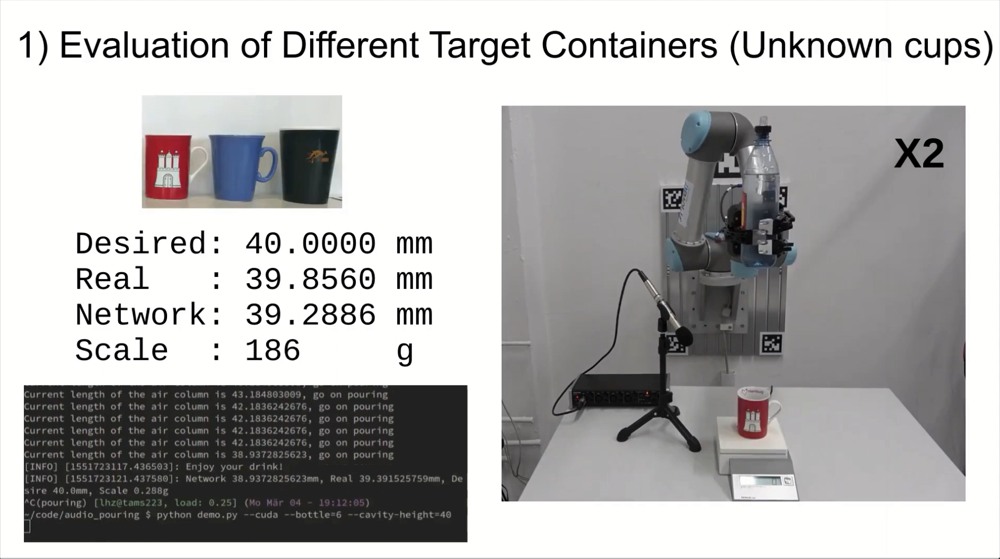 1) Evaluation of Different Target Containers (Unknown cups)
X2
Desired: 40.0000 mm
Real : 39.8560 mm
Network: 39.2886 mm
Scale : 186 g
Current length of the air column is 43.184803009, go on pouring
Current length of the air column is 42.1836242676, go on pouring
Current length of the air column is 42.1836242676, go on pouring
Current length of the air column is 42.1836242676, go on pouring
Current length of the air column is 42.1836242676, go on pouring
Current length of the air column is 38.9372825623, go on pouring
[INFO] [1551723117.436503]: Enjoy your drink!
[INFO] [1551723121.437580]: Network 38.9372825623mm, Real 39.391525759mm, De
sire 40.0mm, Scale 0.288g
^C(pouring) [lhz@tams223, load: 0.25] (Mo Mär 04 - 19:12:05)
~/code/audio_pouring $ python demo.py --cuda --bottle=6 --cavity-height=40
Hamburg